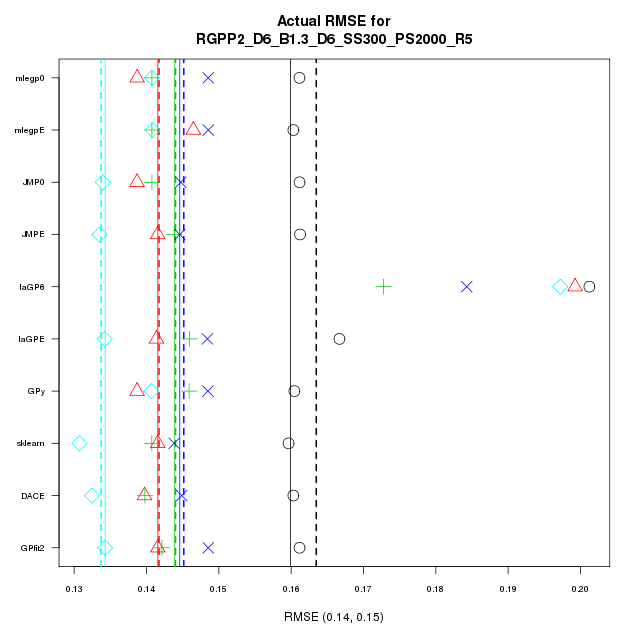 Actual RMSE for
RGPP2_D6_B1.3_D6_SS300_PS2000_R5
mlegp0
mlegpE
JMP0
JMPE
laGP6
laGPE
GPy
sklearn
DACE
GPfit2
0.13 0.14 0.15 0.16 0.17 0.18 0.19 0.20
RMSE (0.14, 0.15)